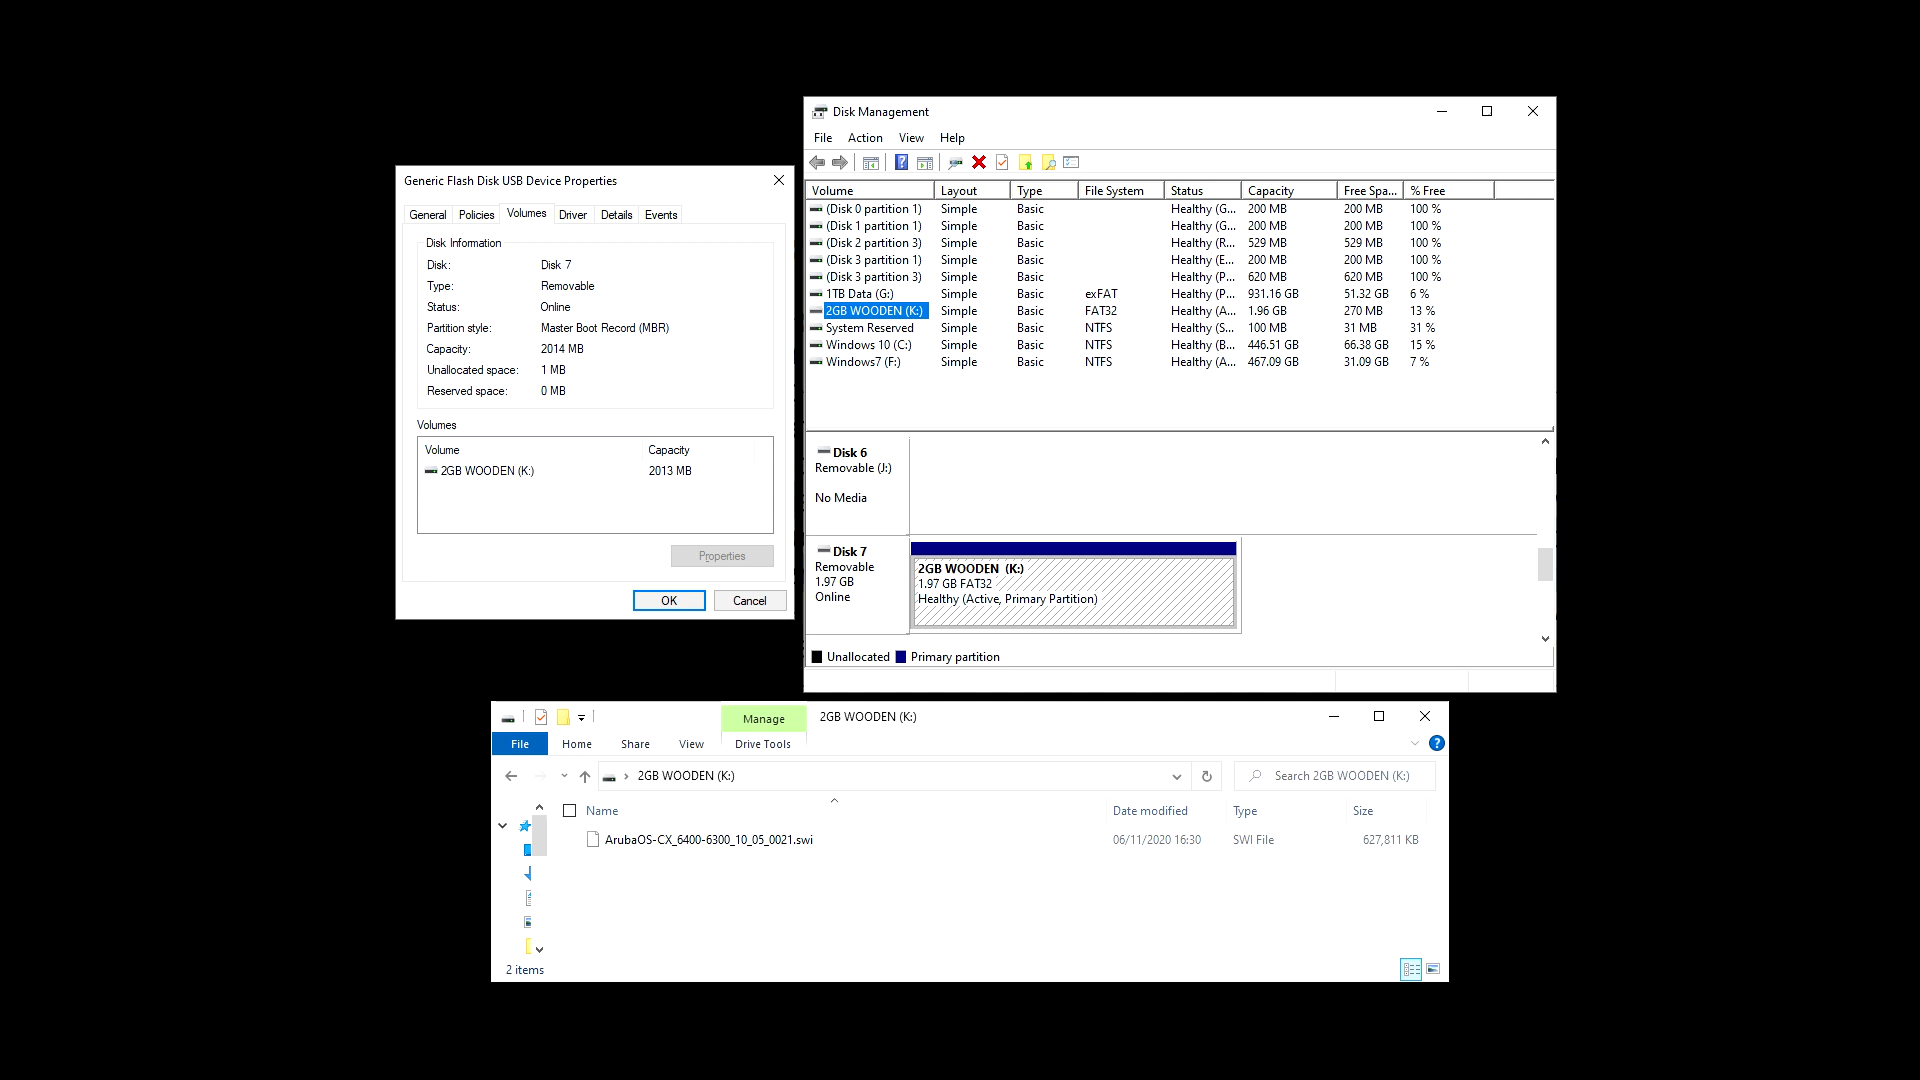 Generic Flash Disk USB Device Properties
General Policies Volumes Driver Details Events
Disk Information
Disk: Disk 7
Type: Removable
Status: Online
Partition style: Master Boot Record (MBR)
Capacity: 2014 MB
Unallocated space: 1 MB
Reserved space: 0 MB
Volumes
Volume Capacity
2GB WOODEN (K:) 2013 MB
Properties
OK Cancel
Disk Management
File Action View Help
Volume Layout Type File System Status Capacity Free Spa... % Free
(Disk 0 partition 1) Simple Basic Healthy (G... 200 MB 200 MB 100 %
(Disk 1 partition 1) Simple Basic Healthy (G... 200 MB 200 MB 100 %
(Disk 2 partition 3) Simple Basic Healthy (R... 529 MB 529 MB 100 %
(Disk 3 partition 1) Simple Basic Healthy (E... 200 MB 200 MB 100 %
(Disk 3 partition 3) Simple Basic Healthy (P... 620 MB 620 MB 100 %
1TB Data (G:) Simple Basic exFAT Healthy (P... 931.16 GB 51.32 GB 6 %
2GB WOODEN (K:) Simple Basic FAT32 Healthy (A... 1.96 GB 270 MB 13 %
System Reserved Simple Basic NTFS Healthy (S... 100 MB 31 MB 31 %
Windows 10 (C:) Simple Basic NTFS Healthy (B... 446.51 GB 66.38 GB 15 %
Windows7 (F:) Simple Basic NTFS Healthy (A... 467.09 GB 31.09 GB 7 %
Disk 6
Removable (J:)
No Media
Disk 7
Removable
1.97 GB
Online
2GB WOODEN (K:)
1.97 GB FAT32
Healthy (Active, Primary Partition)
Unallocated Primary partition
Manage 2GB WOODEN (K:)
File Home Share View Drive Tools
2GB WOODEN (K:) Search 2GB WOODEN (K:)
Name Date modified Type Size
ArubaOS-CX_6400-6300_10_05_0021.swi 06/11/2020 16:30 SWI File 627,811 KB
2 items